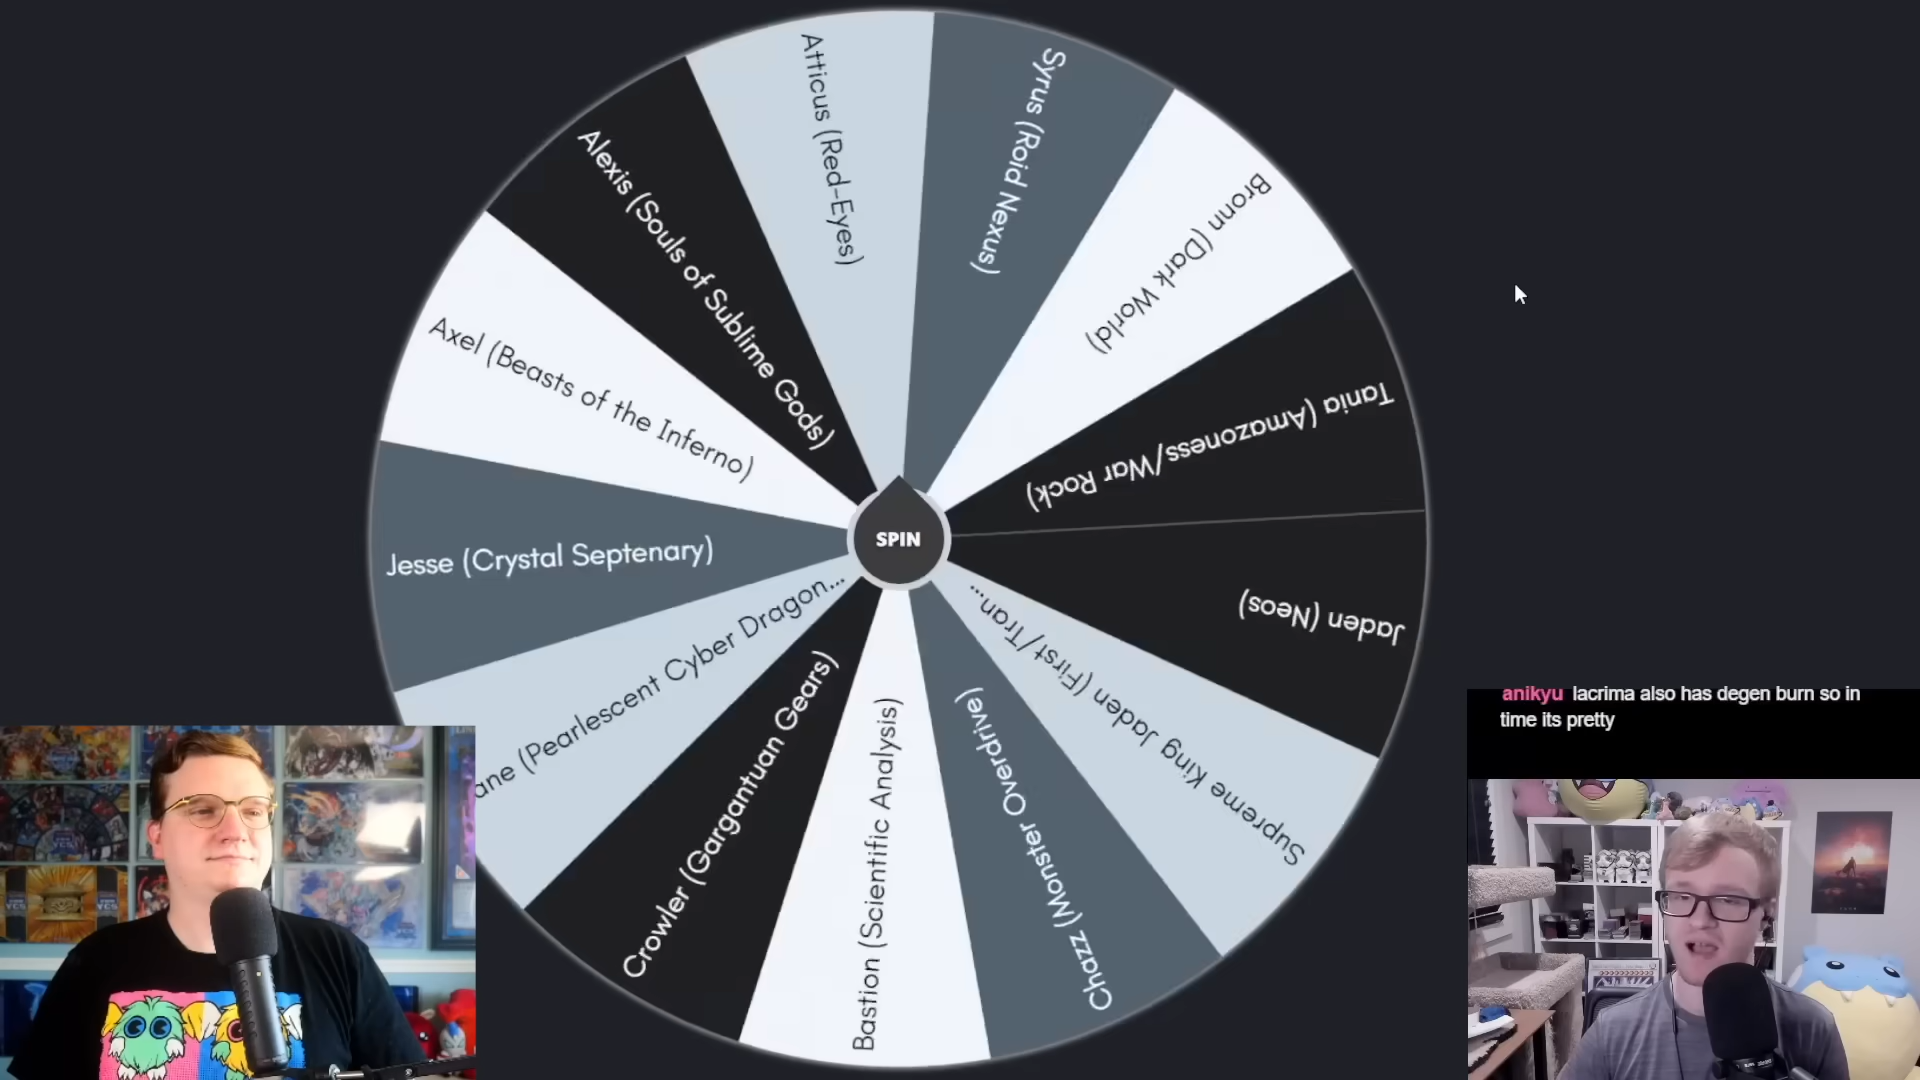 Atticus (Red-Eyes)
Syrus (Roid Nexus)
Bronn (Dark World)
Tania (Amazoness/War Rock)
Jaden (Neos)
Supreme King Jaden (First/Tran...
Chazz (Monster Overdrive)
Bastion (Scientific Analysis)
Crowler (Gargantuan Gears)
ane (Pearlescent Cyber Dragon...
Jesse (Crystal Septenary)
Axel (Beasts of the Inferno)
Alexis (Souls of Sublime Gods)
SPIN
anikyu lacrima also has degen burn so in
time its pretty